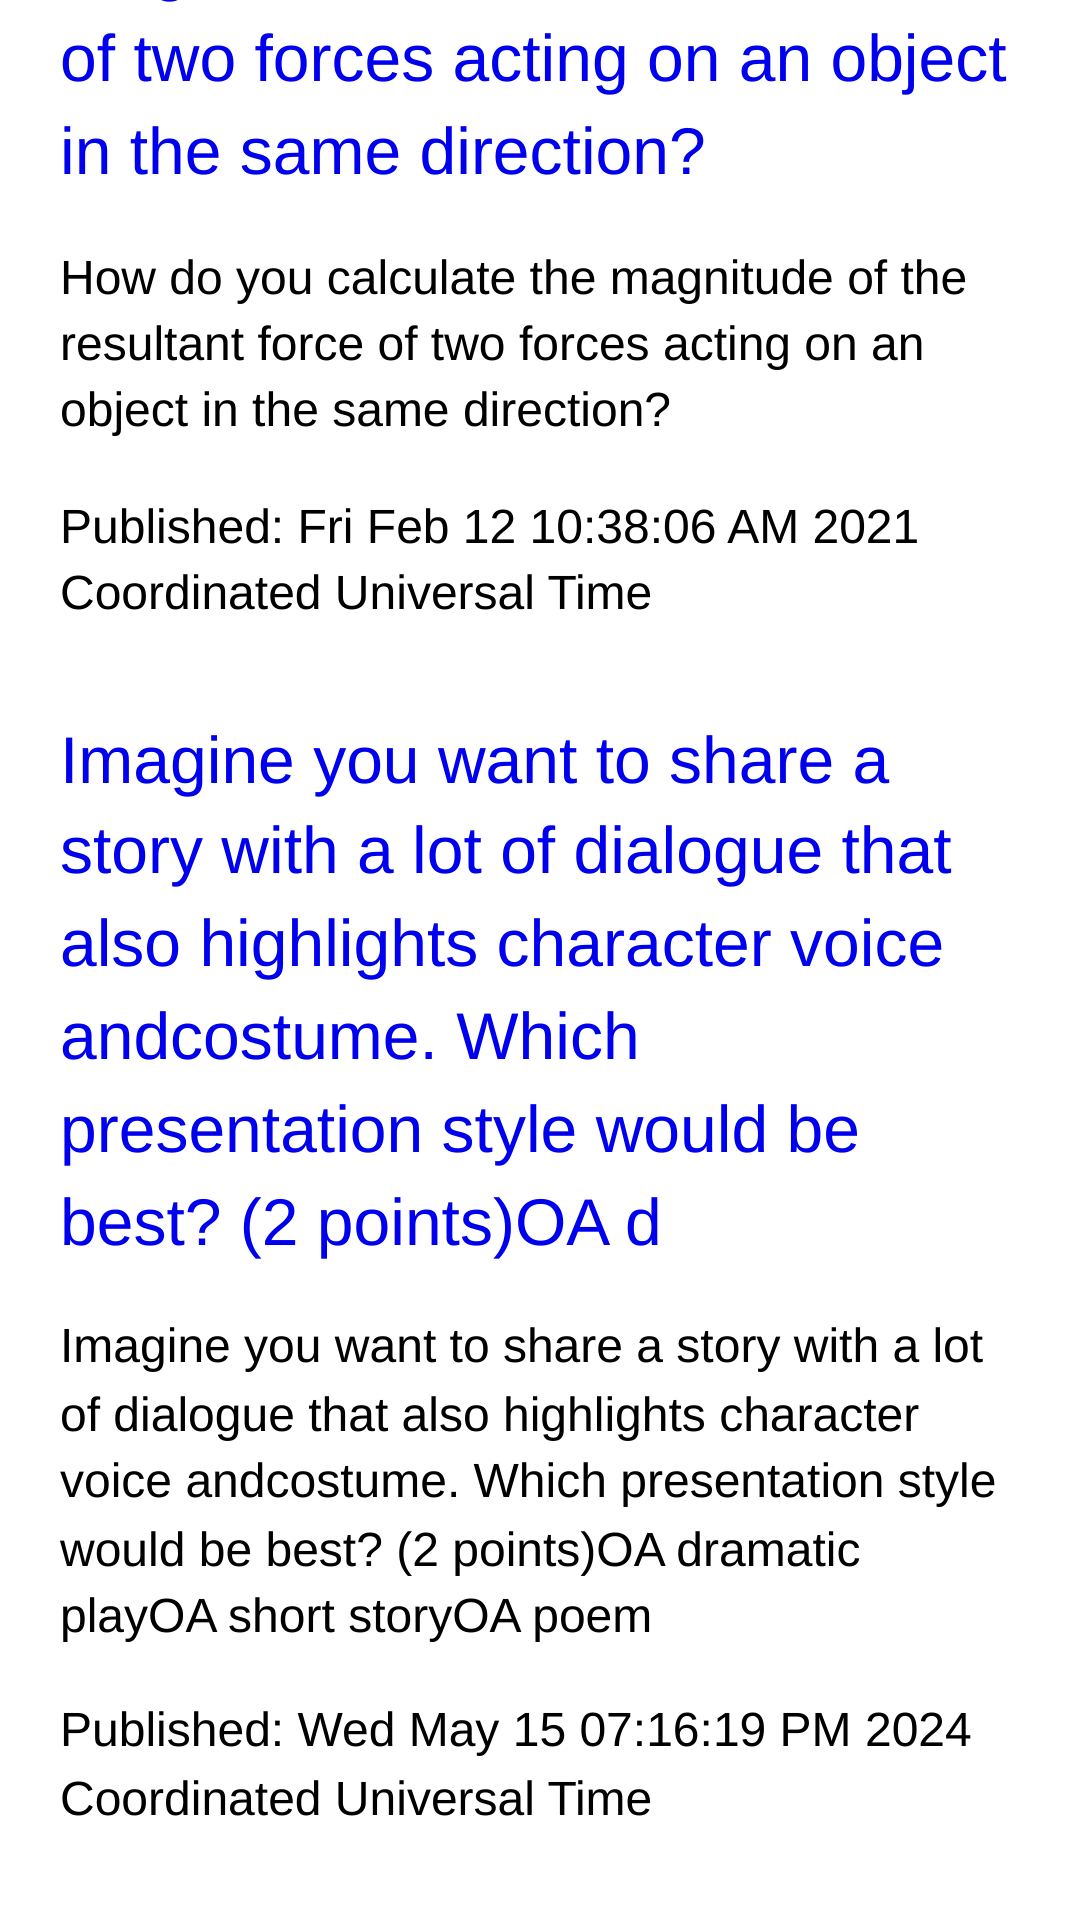 of two forces acting on an object
in the same direction?
How do you calculate the magnitude of the
resultant force of two forces acting on an
object in the same direction?
Published: Fri Feb 12 10:38:06 AM 2021
Coordinated Universal Time
Imagine you want to share a
story with a lot of dialogue that
also highlights character voice
andcostume. Which
presentation style would be
best? (2 points)OA d
Imagine you want to share a story with a lot
of dialogue that also highlights character
voice andcostume. Which presentation style
would be best? (2 points)OA dramatic
playOA short storyOA poem
Published: Wed May 15 07:16:19 PM 2024
Coordinated Universal Time